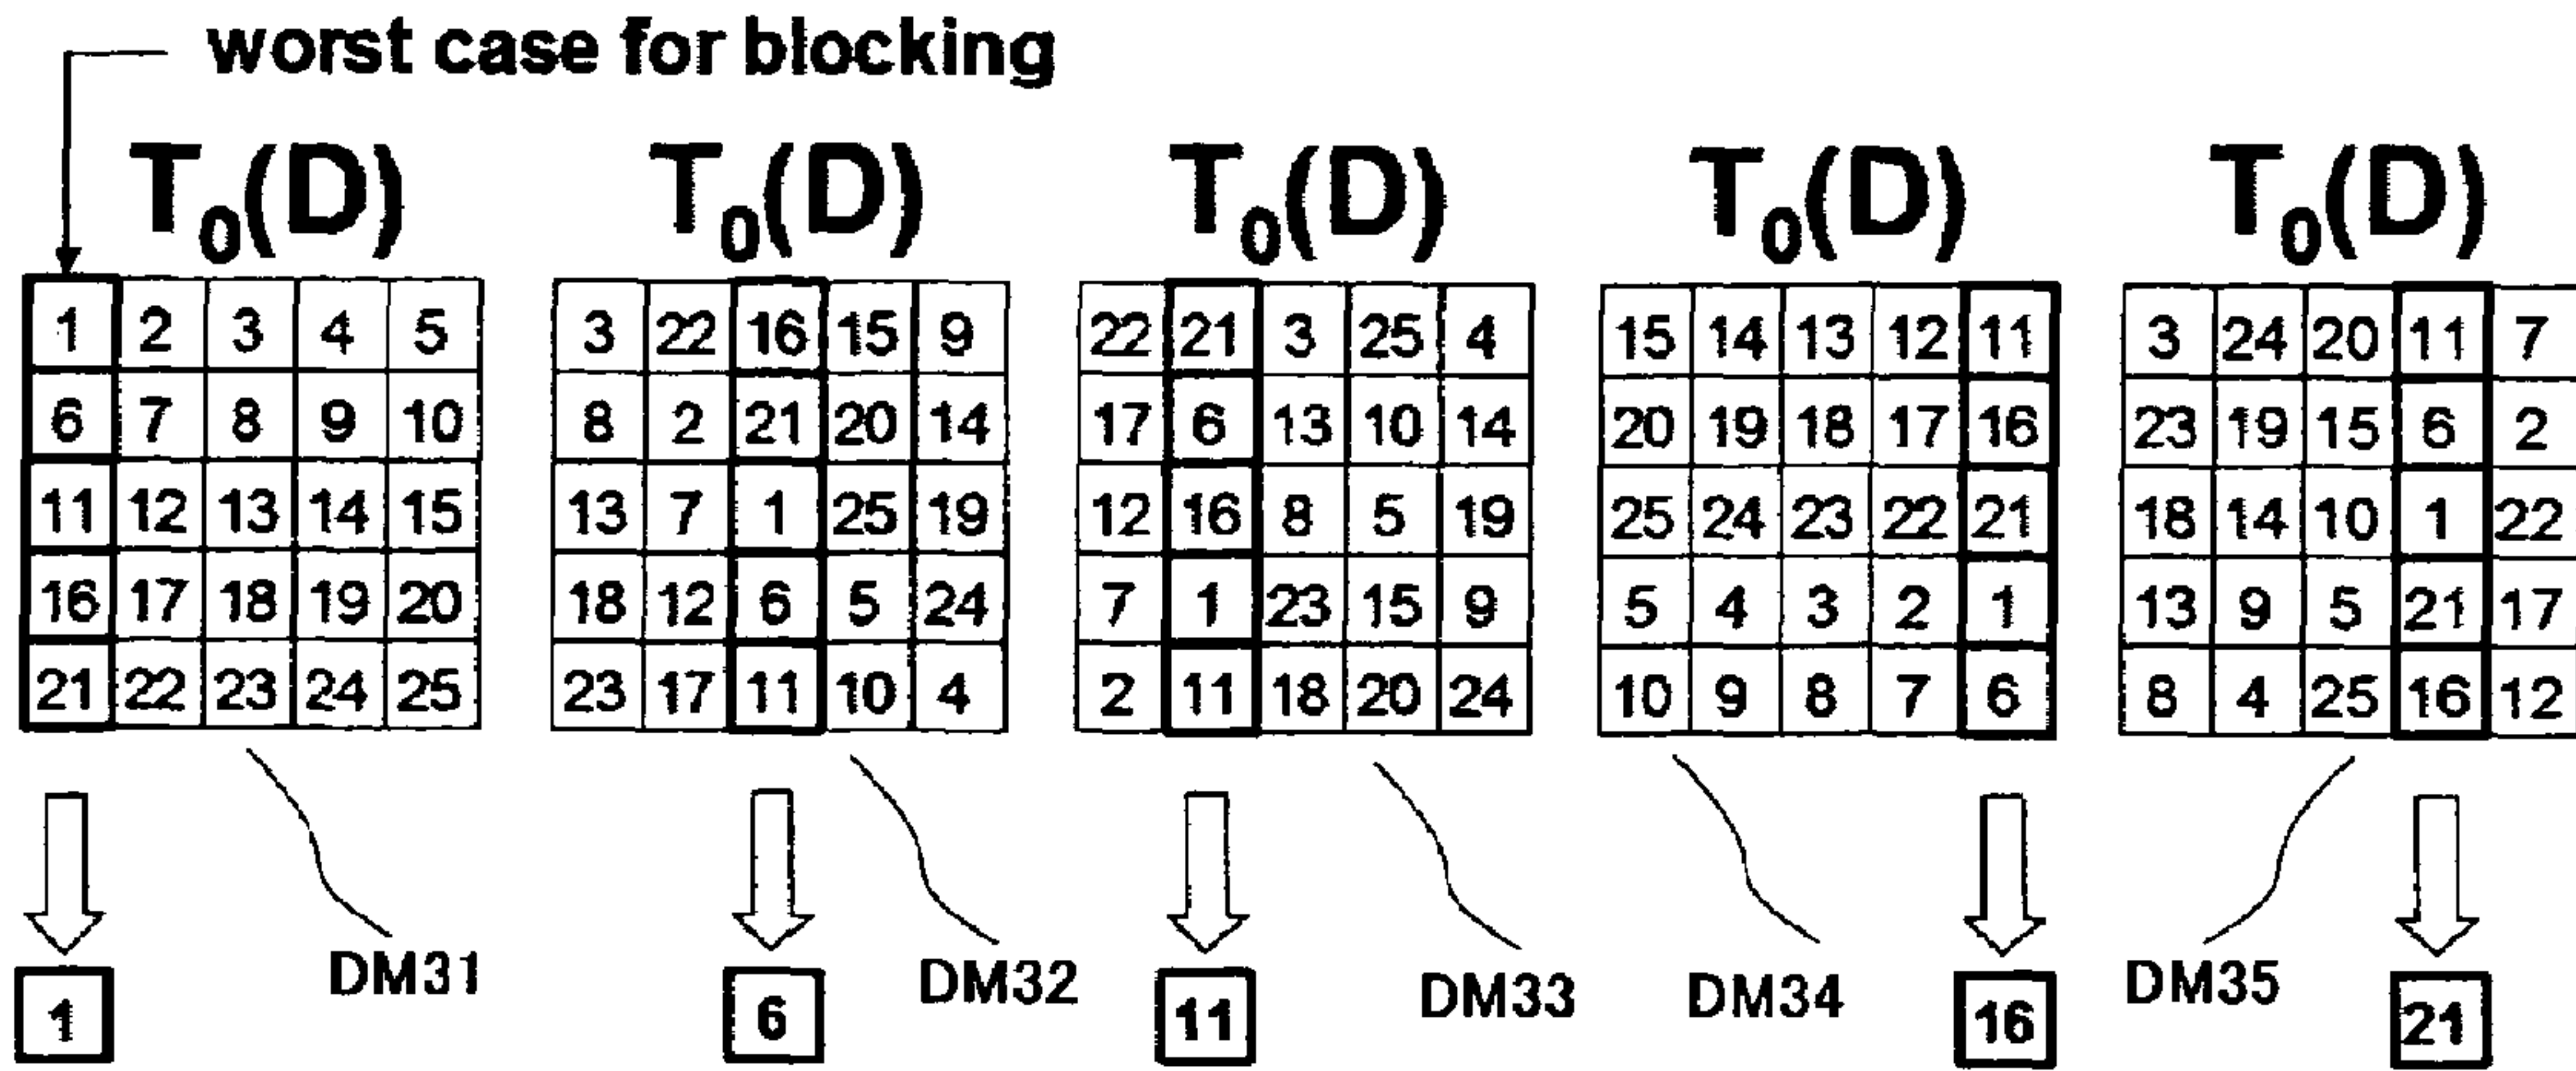 worst case for blocking
T0(D) T0(D) T0(D) T0(D) T0(D)
1 2 3 4 5 3 22 16 15 9 22 21 3 25 4 15 14 13 12 11 3 24 20 11 7
6 7 8 9 10 8 2 21 20 14 17 6 13 10 14 20 19 18 17 16 23 19 15 6 2
11 12 13 14 15 13 7 1 25 19 12 16 8 5 19 25 24 23 22 21 18 14 10 1 22
16 17 18 19 20 18 12 6 5 24 7 1 23 15 9 5 4 3 2 1 13 9 5 21 17
21 22 23 24 25 23 17 11 10 4 2 11 18 20 24 10 9 8 7 6 8 4 25 16 12
DM31 DM32 DM33 DM34 DM35
1 6 11 16 21